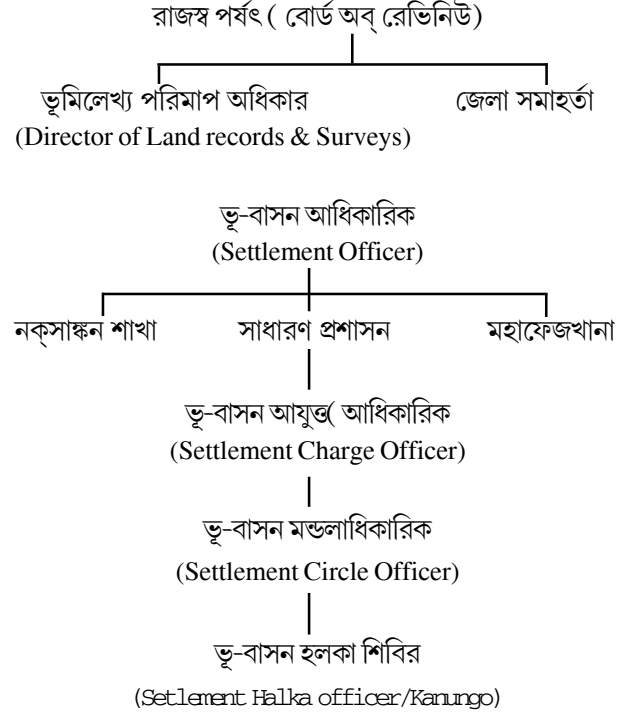 রাজস্ব পর্ষৎ ( বোর্ড অব্ রেভিনিউ)
ভূমিলেখ্য পরিমাপ অধিকার জেলা সমাহর্তা
(Director of Land records & Surveys)
ভূ-বাসন আধিকারিক
(Settlement Officer)
নক্‌সাঙ্কন শাখা সাধারণ প্রশাসন মহাফেজখানা
ভূ-বাসন আযুত্ত( আধিকারিক
(Settlement Charge Officer)
ভূ-বাসন মন্ডলাধিকারিক
(Settlement Circle Officer)
ভূ-বাসন হলকা শিবির
(Setlement Halka officer/Kanungo)